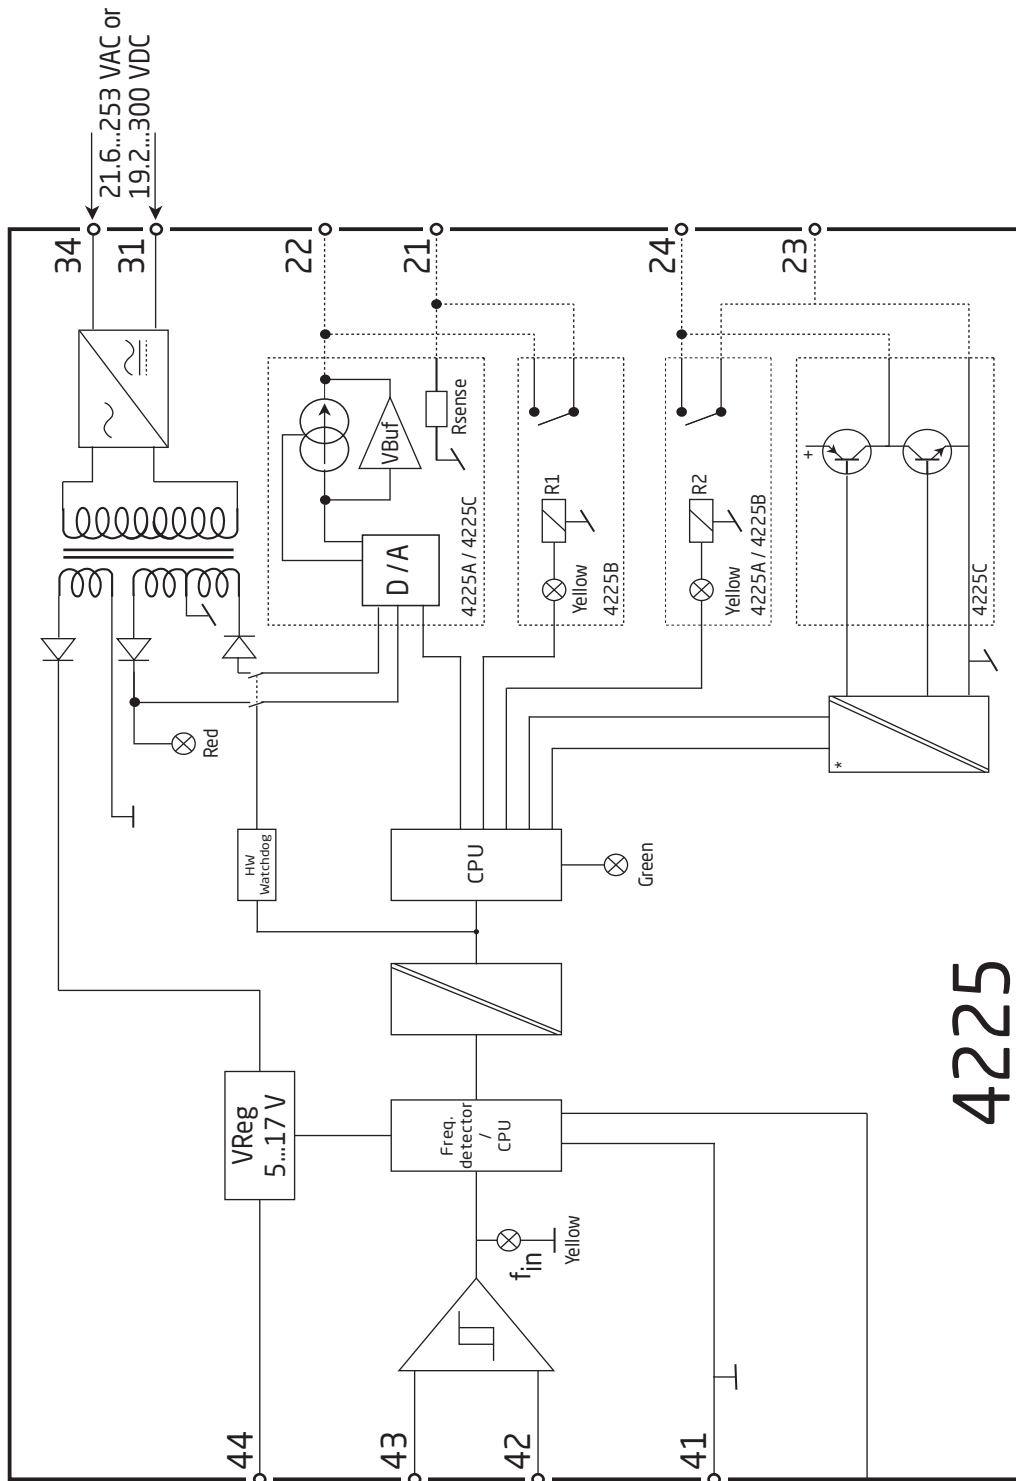 21.6...253 VAC or
19.2...300 VDC
34
31
22
21
24
23
VBuf
Rsense
D /A
4225A / 4225C
R1
Yellow
4225B
R2
Yellow
4225A / 4225B
+
4225C
Red
HW
Watchdog
CPU
Green
*
VReg
5...17 V
Freq.
detector
/
CPU
fin
Yellow
44
43
42
41
4225